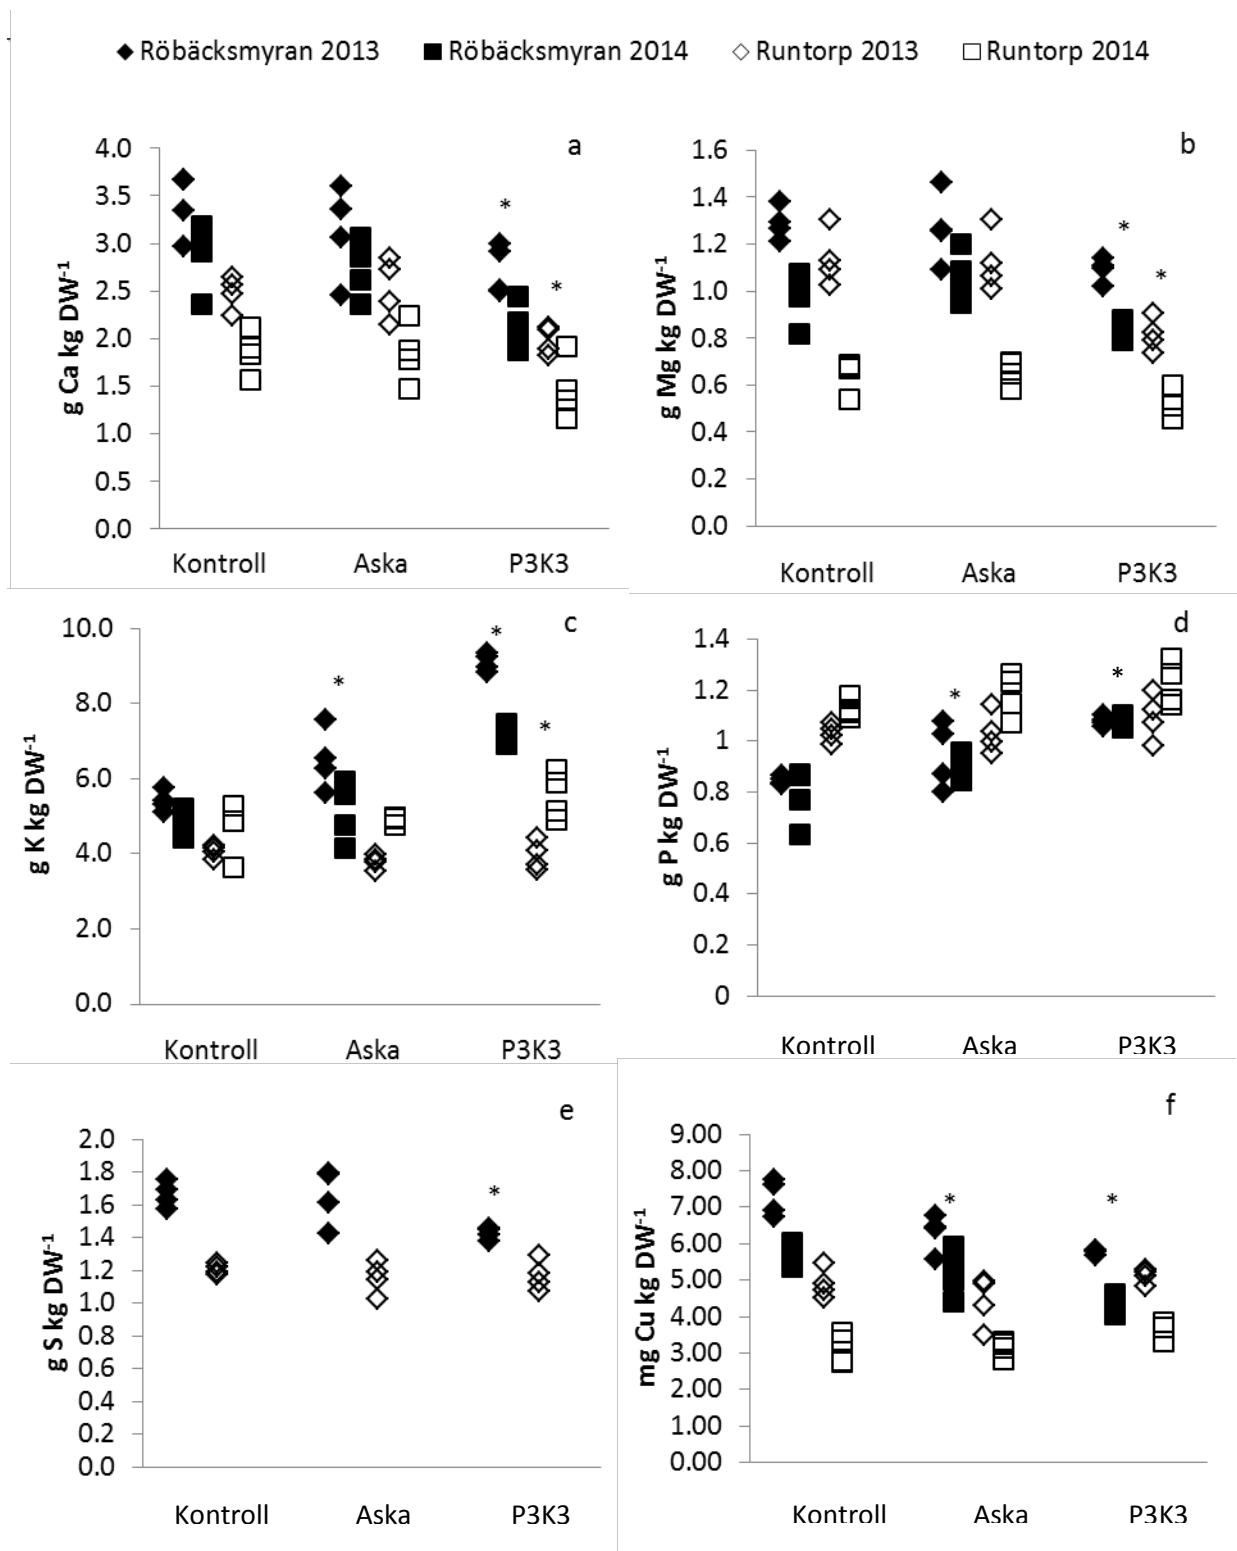 Röbäcksmyran 2013 Röbäcksmyran 2014 Runtorp 2013 Runtorp 2014
a
g Ca kg DW⁻¹
4.0
3.5
3.0
2.5
2.0
1.5
1.0
0.5
0.0
* *
Kontroll Aska P3K3
b
g Mg kg DW⁻¹
1.6
1.4
1.2
1.0
0.8
0.6
0.4
0.2
0.0
* *
Kontroll Aska P3K3
c
g K kg DW⁻¹
10.0
8.0
6.0
4.0
2.0
0.0
* * *
Kontroll Aska P3K3
d
g P kg DW⁻¹
1.4
1.2
1
0.8
0.6
0.4
0.2
0
* *
Kontroll Aska P3K3
e
g S kg DW⁻¹
2.0
1.8
1.6
1.4
1.2
1.0
0.8
0.6
0.4
0.2
0.0
*
Kontroll Aska P3K3
f
mg Cu kg DW⁻¹
9.00
8.00
7.00
6.00
5.00
4.00
3.00
2.00
1.00
0.00
* *
Kontroll Aska P3K3